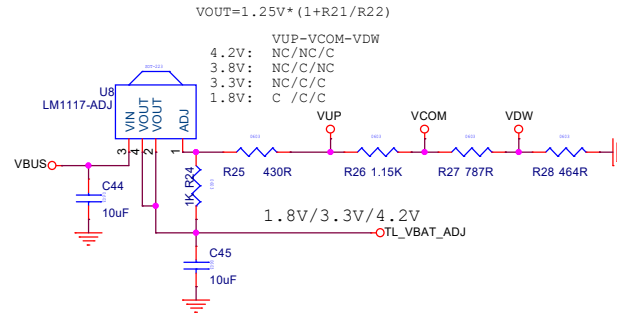 VOUT=1.25V*(1+R21/R22)
VUP-VCOM-VDW
4.2V: NC/NC/C
3.8V: NC/C/NC
3.3V: NC/C/C
1.8V: C /C/C
U8
LM1117-ADJ
VIN
VOUT
VOUT
ADJ
3
4
2
1
VBUS
VUP
VCOM
VDW
R25 430R
R26 1.15K
R27 787R
R28 464R
1K R24
C44
10uF
1.8V/3.3V/4.2V
TL_VBAT_ADJ
C45
10uF